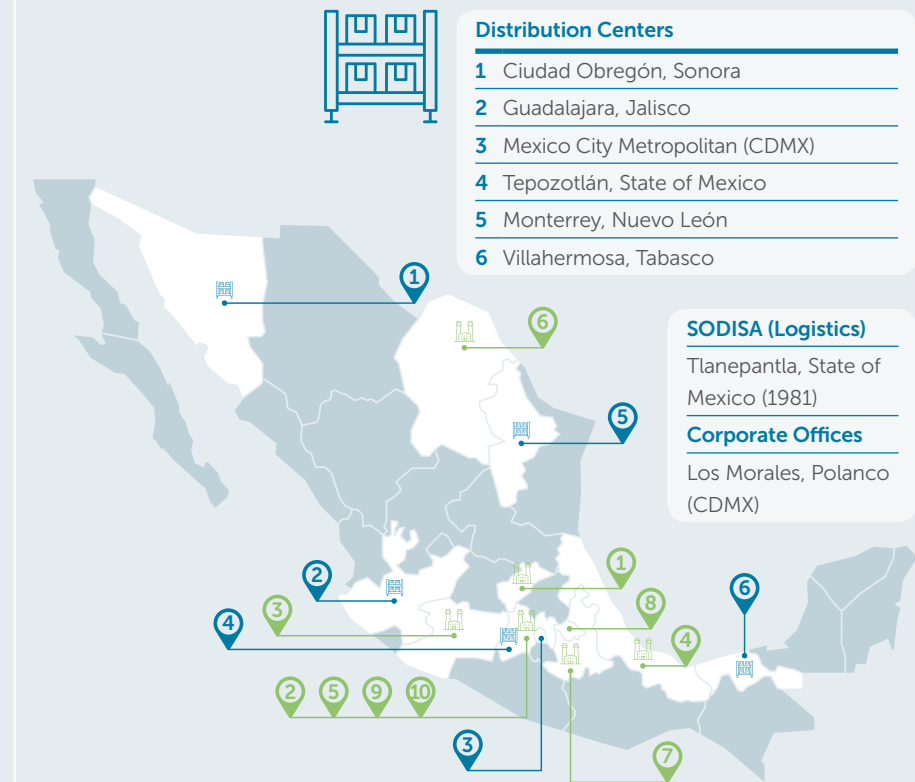 Distribution Centers
1 Ciudad Obregón, Sonora
2 Guadalajara, Jalisco
3 Mexico City Metropolitan (CDMX)
4 Tepozotlán, State of Mexico
5 Monterrey, Nuevo León
6 Villahermosa, Tabasco
SODISA (Logistics)
Tlanepantla, State of
Mexico (1981)
Corporate Offices
Los Morales, Polanco
(CDMX)
1
6
5
1
2
8
6
3
4
4
2 5 9 10
3
7